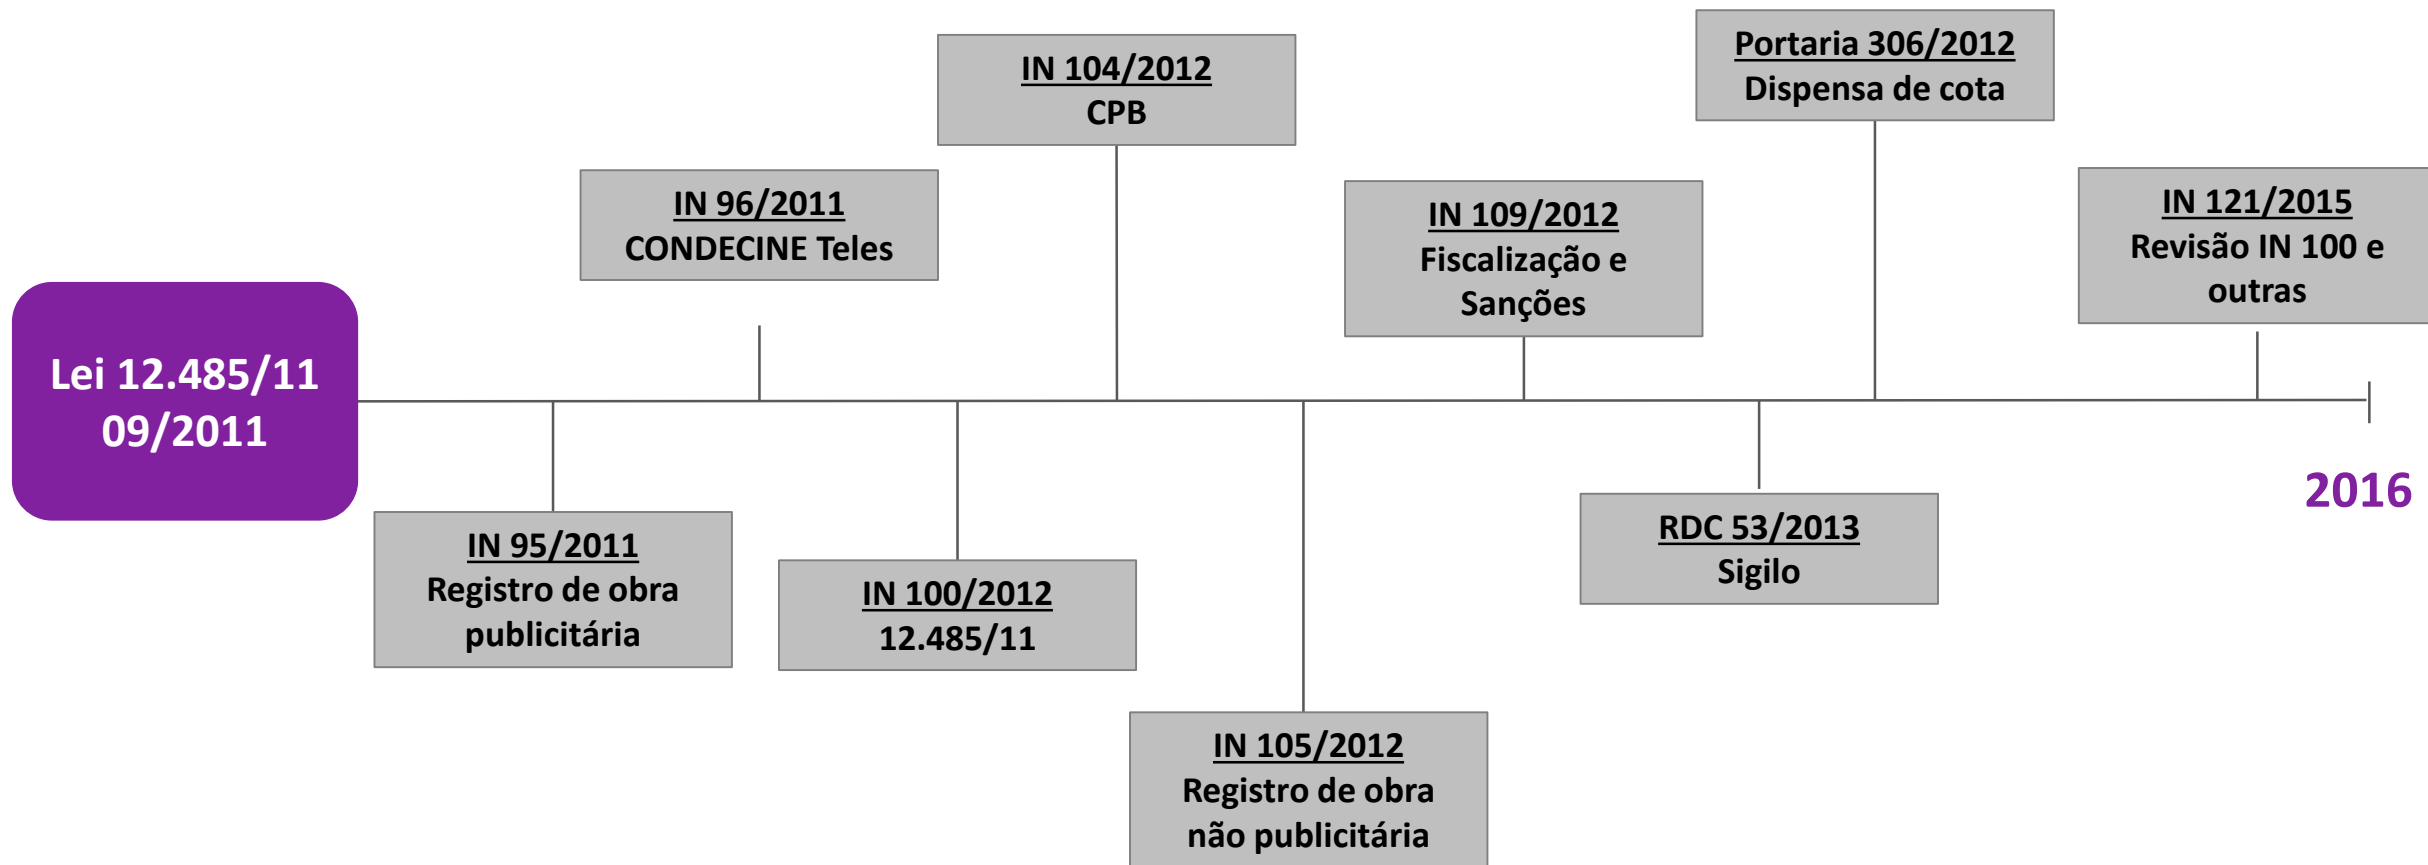 Lei 12.485/11
09/2011
IN 95/2011
Registro de obra
publicitária
IN 96/2011
CONDECINE Teles
IN 100/2012
12.485/11
IN 104/2012
CPB
IN 105/2012
Registro de obra
não publicitária
IN 109/2012
Fiscalização e
Sanções
RDC 53/2013
Sigilo
Portaria 306/2012
Dispensa de cota
IN 121/2015
Revisão IN 100 e
outras
2016